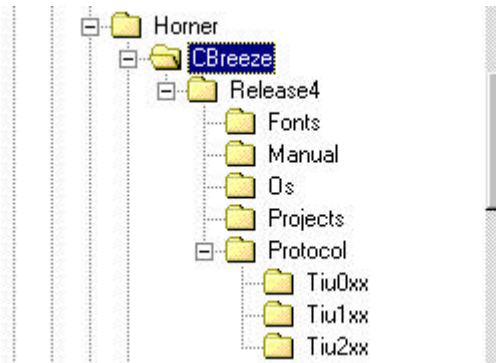 Horner
CBreeze
Release4
Fonts
Manual
Os
Projects
Protocol
Tiu0xx
Tiu1xx
Tiu2xx